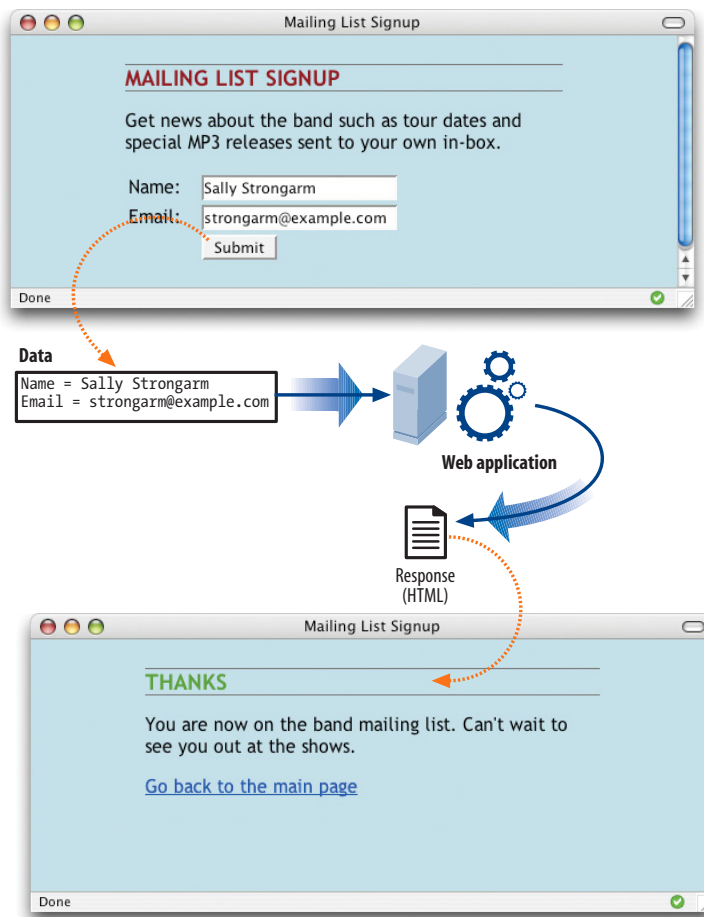 Mailing List Signup
MAILING LIST SIGNUP
Get news about the band such as tour dates and
special MP3 releases sent to your own in-box.
Name: Sally Strongarm
Email: strongarm@example.com
Submit
Done
Data
Name = Sally Strongarm
Email = strongarm@example.com
Web application
Response
(HTML)
Mailing List Signup
THANKS
You are now on the band mailing list. Can't wait to
see you out at the shows.
Go back to the main page
Done